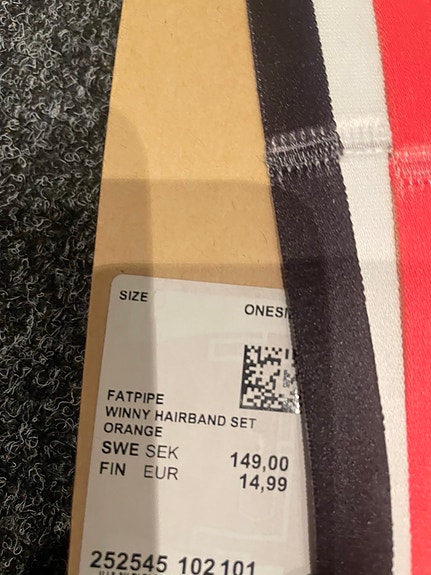 SIZE
FATPIPE
WINNY HAIRBAND SET
ORANGE
SWE SEK 149,00
FIN EUR 14,99
252545 102101